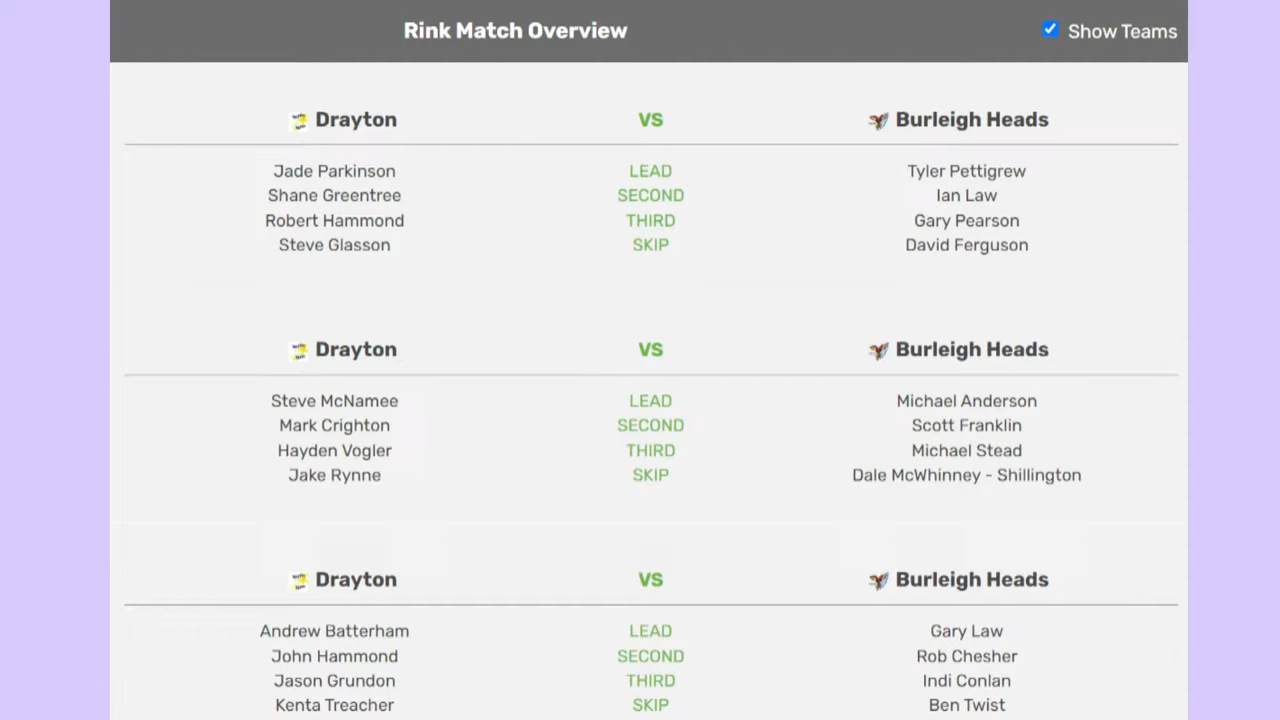 Rink Match Overview Show Teams
Drayton VS Burleigh Heads
Jade Parkinson LEAD Tyler Pettigrew
Shane Greentree SECOND Ian Law
Robert Hammond THIRD Gary Pearson
Steve Glasson SKIP David Ferguson
Drayton VS Burleigh Heads
Steve McNamee LEAD Michael Anderson
Mark Crighton SECOND Scott Franklin
Hayden Vogler THIRD Michael Stead
Jake Rynne SKIP Dale McWhinney - Shillington
Drayton VS Burleigh Heads
Andrew Batterham LEAD Gary Law
John Hammond SECOND Rob Chesher
Jason Grundon THIRD Indi Conlan
Kenta Treacher SKIP Ben Twist